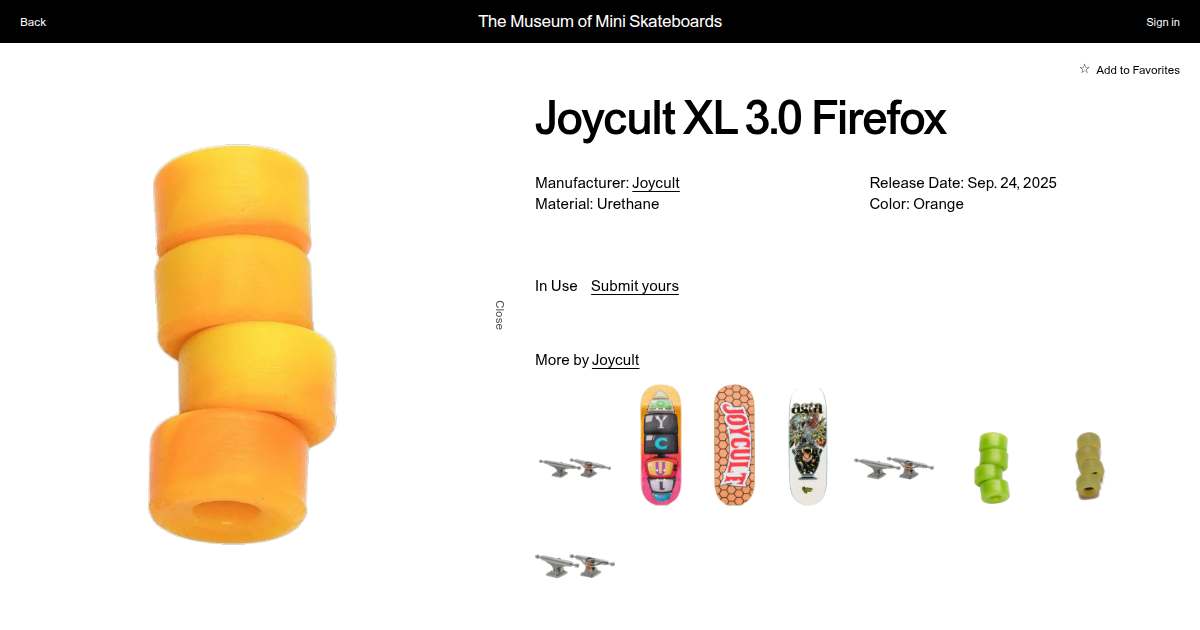 Back
The Museum of Mini Skateboards
Sign in
☆ Add to Favorites
Joycult XL 3.0 Firefox
Manufacturer: Joycult
Material: Urethane
Release Date: Sep. 24, 2025
Color: Orange
In Use Submit yours
Close
More by Joycult
Y
C
U
L
JOYCULT
asta